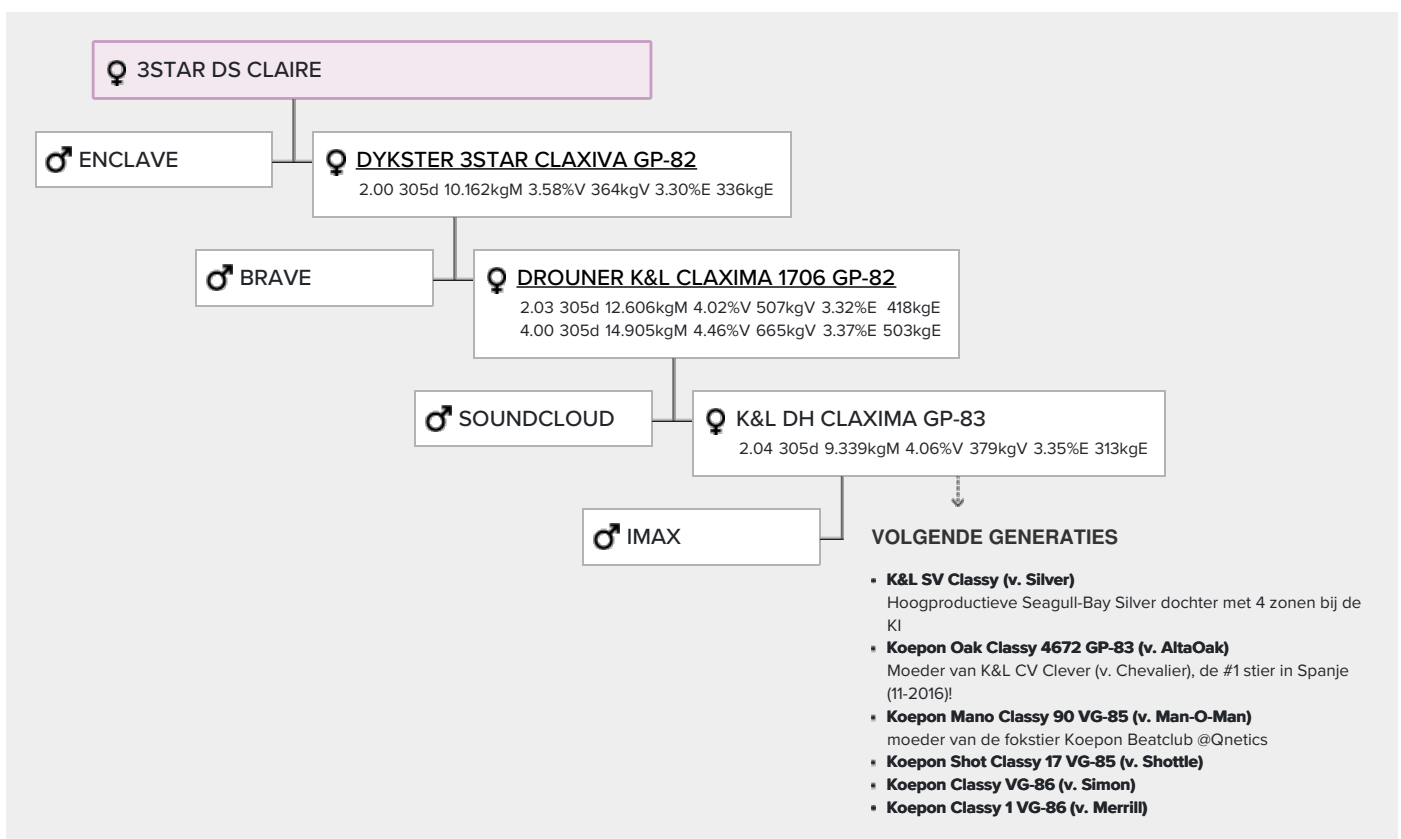 3STAR DS CLAIRE
ENCLAVE
DYKSTER 3STAR CLAXIVA GP-82
2.00 305d 10.162kgM 3.58%V 364kgV 3.30%E 336kgE
BRAVE
DROUNER K&L CLAXIMA 1706 GP-82
2.03 305d 12.606kgM 4.02%V 507kgV 3.32%E 418kgE
4.00 305d 14.905kgM 4.46%V 665kgV 3.37%E 503kgE
SOUNDCLOUD
K&L DH CLAXIMA GP-83
2.04 305d 9.339kgM 4.06%V 379kgV 3.35%E 313kgE
IMAX
VOLGENDE GENERATIES
K&L SV Classy (v. Silver)
Hoogproductieve Seagull-Bay Silver dochter met 4 zonen bij de
KI
Koepon Oak Classy 4672 GP-83 (v. AltaOak)
Moeder van K&L CV Clever (v. Chevalier), de #1 stier in Spanje
(11-2016)!
Koepon Mano Classy 90 VG-85 (v. Man-O-Man)
moeder van de fokstier Koepon Beatclub @Qnetics
Koepon Shot Classy 17 VG-85 (v. Shottle)
Koepon Classy VG-86 (v. Simon)
Koepon Classy 1 VG-86 (v. Merrill)